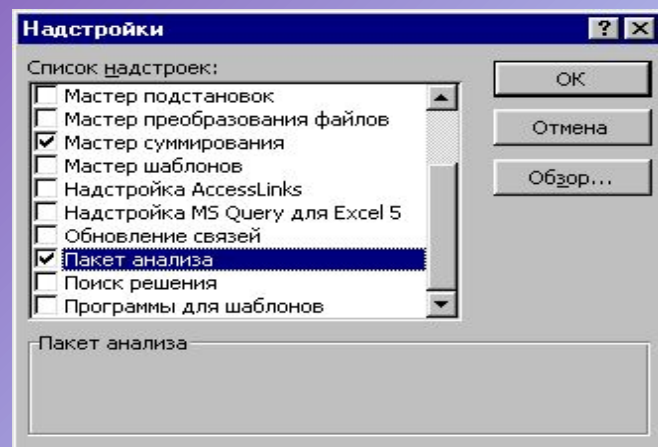 Надстройки
Список надстроек:
Мастер подстановок
Мастер преобразования файлов
Мастер суммирования
Мастер шаблонов
Надстройка AccessLinks
Надстройка MS Query для Excel 5
Обновление связей
Пакет анализа
Поиск решения
Программы для шаблонов
ОК
Отмена
Обзор...
Пакет анализа